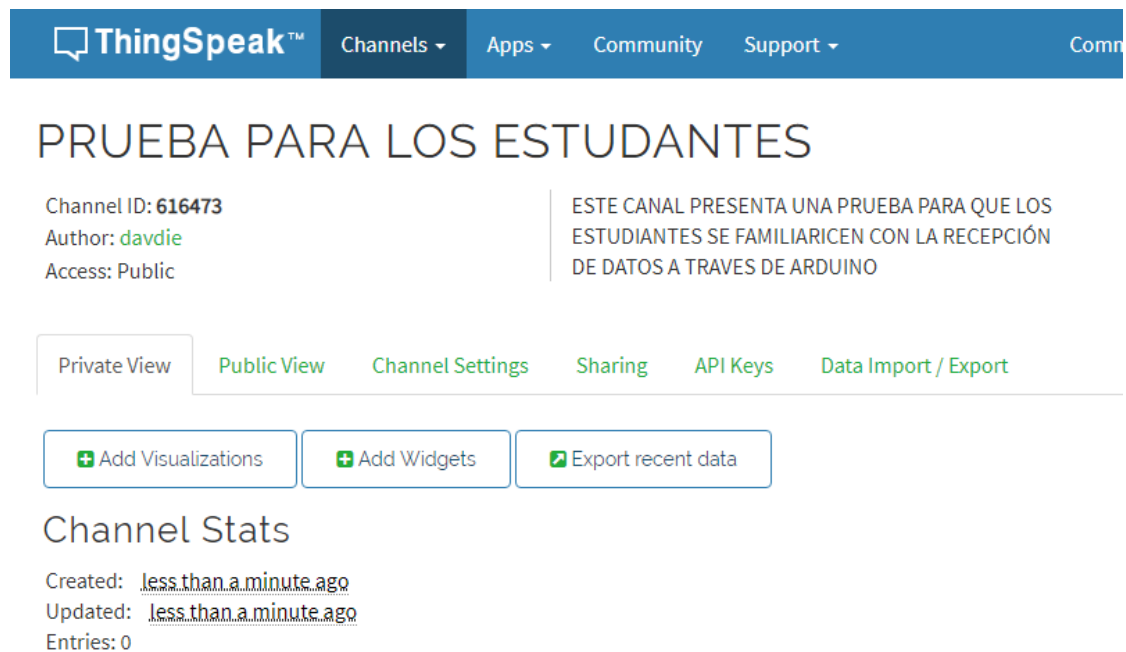 ThingSpeak™ Channels Apps Community Support Comm
PRUEBA PARA LOS ESTUDANTES
Channel ID: 616473
Author: davdie
Access: Public
ESTE CANAL PRESENTA UNA PRUEBA PARA QUE LOS
ESTUDIANTES SE FAMILIARICEN CON LA RECEPCIÓN
DE DATOS A TRAVES DE ARDUINO
Private View Public View Channel Settings Sharing API Keys Data Import / Export
Add Visualizations Add Widgets Export recent data
Channel Stats
Created: less than a minute ago
Updated: less than a minute ago
Entries: 0